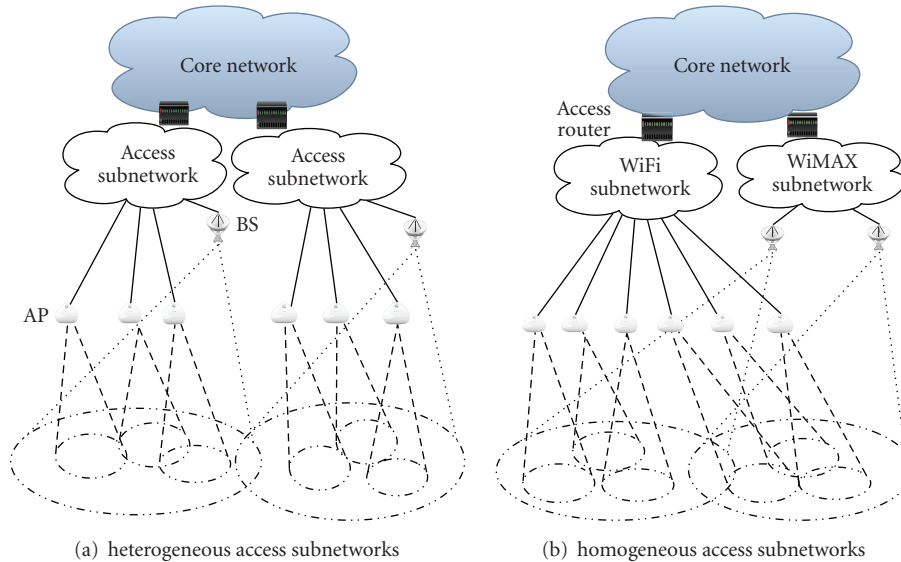 Core network
Access
subnetwork
Access
subnetwork
BS
AP
(a) heterogeneous access subnetworks
Core network
Access
router
WiFi
subnetwork
WiMAX
subnetwork
(b) homogeneous access subnetworks